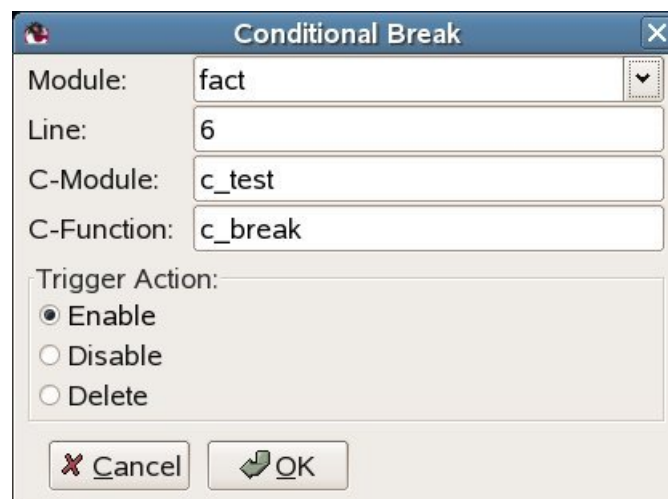 Conditional Break
Module: fact
Line: 6
C-Module: c_test
C-Function: c_break
Trigger Action:
Enable
Disable
Delete
Cancel OK